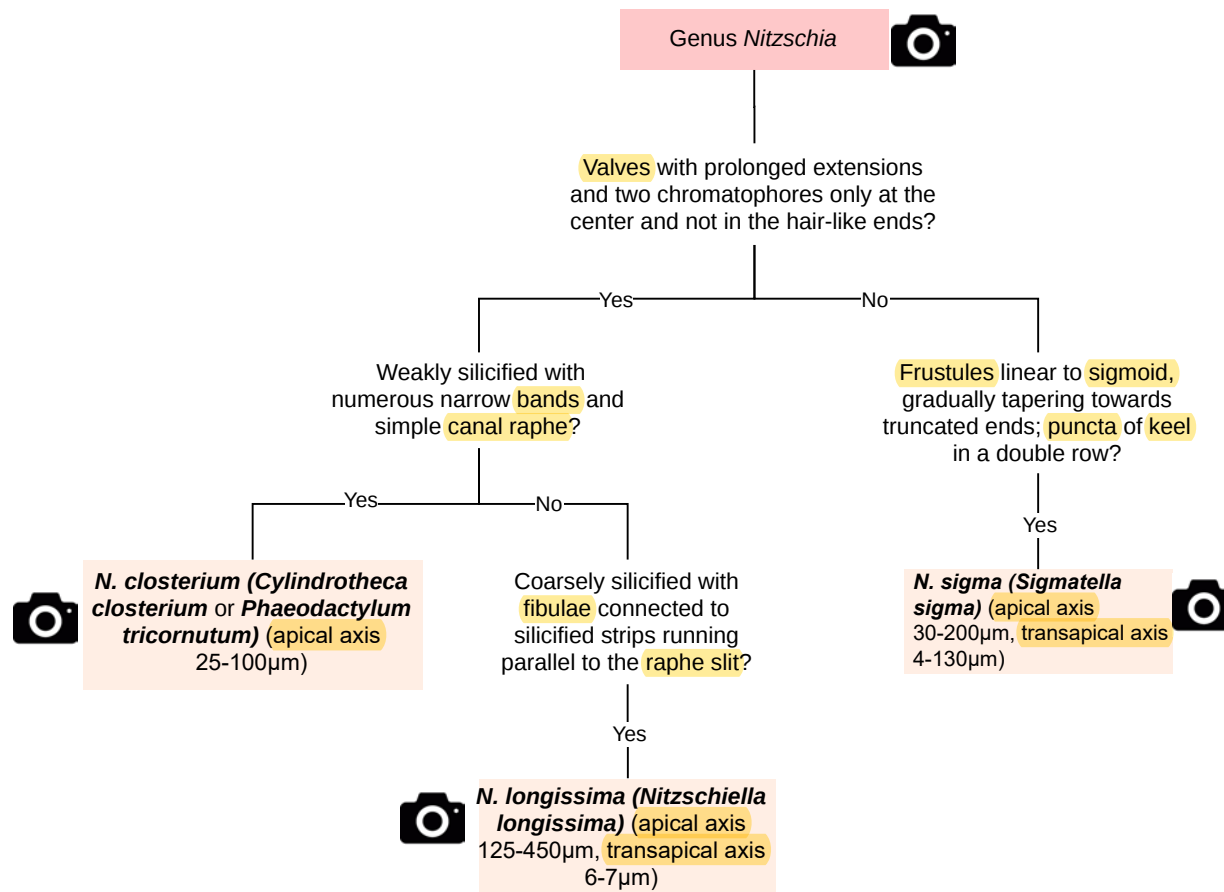 Genus Nitzschia
Valves with prolonged extensions
and two chromatophores only at the
center and not in the hair-like ends?
Yes
No
Weakly silicified with
numerous narrow bands and
simple canal raphe?
Frustules linear to sigmoid,
gradually tapering towards
truncated ends; puncta of keel
in a double row?
Yes
No
Yes
N. closterium (Cylindrotheca
closterium or Phaeodactylum
tricornutum) (apical axis
25-100µm)
Coarsely silicified with
fibulae connected to
silicified strips running
parallel to the raphe slit?
N. sigma (Sigmatella
sigma) (apical axis
30-200µm, transapical axis
4-130µm)
Yes
N. longissima (Nitzschiella
longissima) (apical axis
125-450µm, transapical axis
6-7µm)